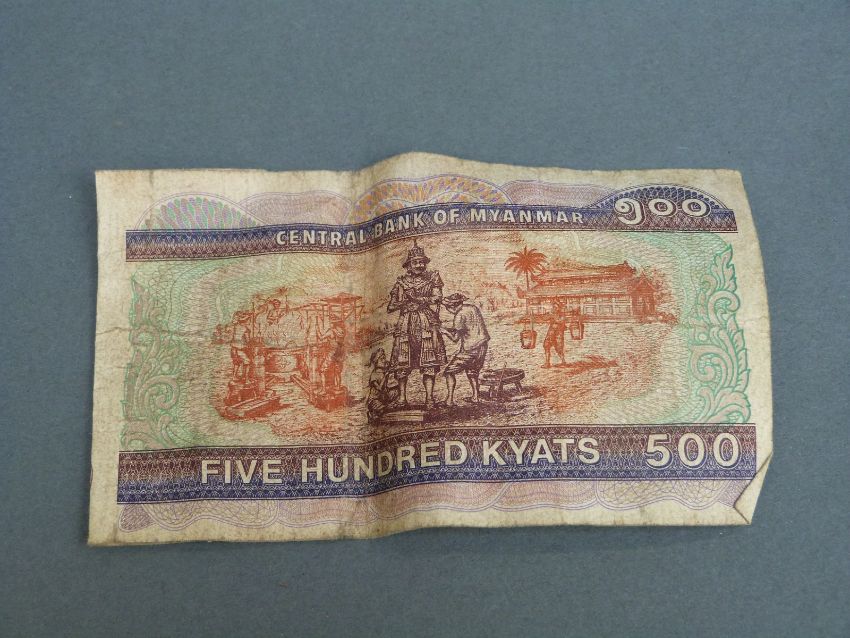 CENTRAL BANK OF MYANMAR ၅၀၀
FIVE HUNDRED KYATS 500